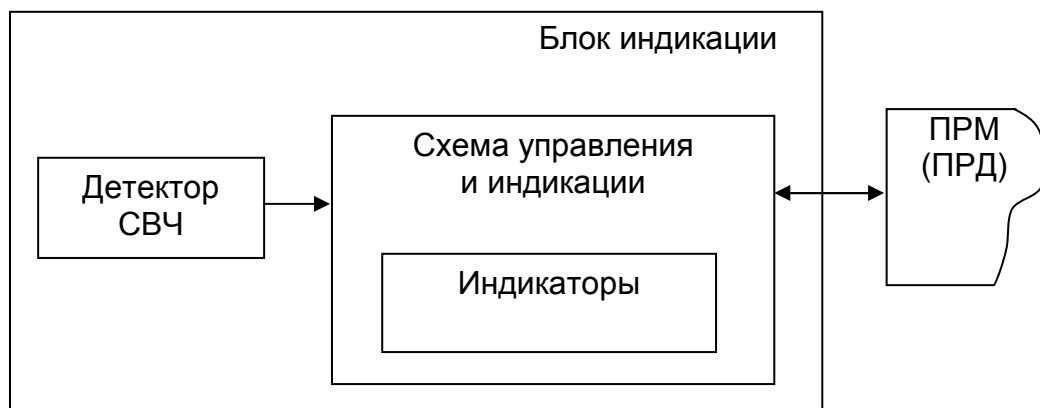 Блок индикации
Детектор
СВЧ
Схема управления
и индикации
Индикаторы
ПРМ
(ПРД)